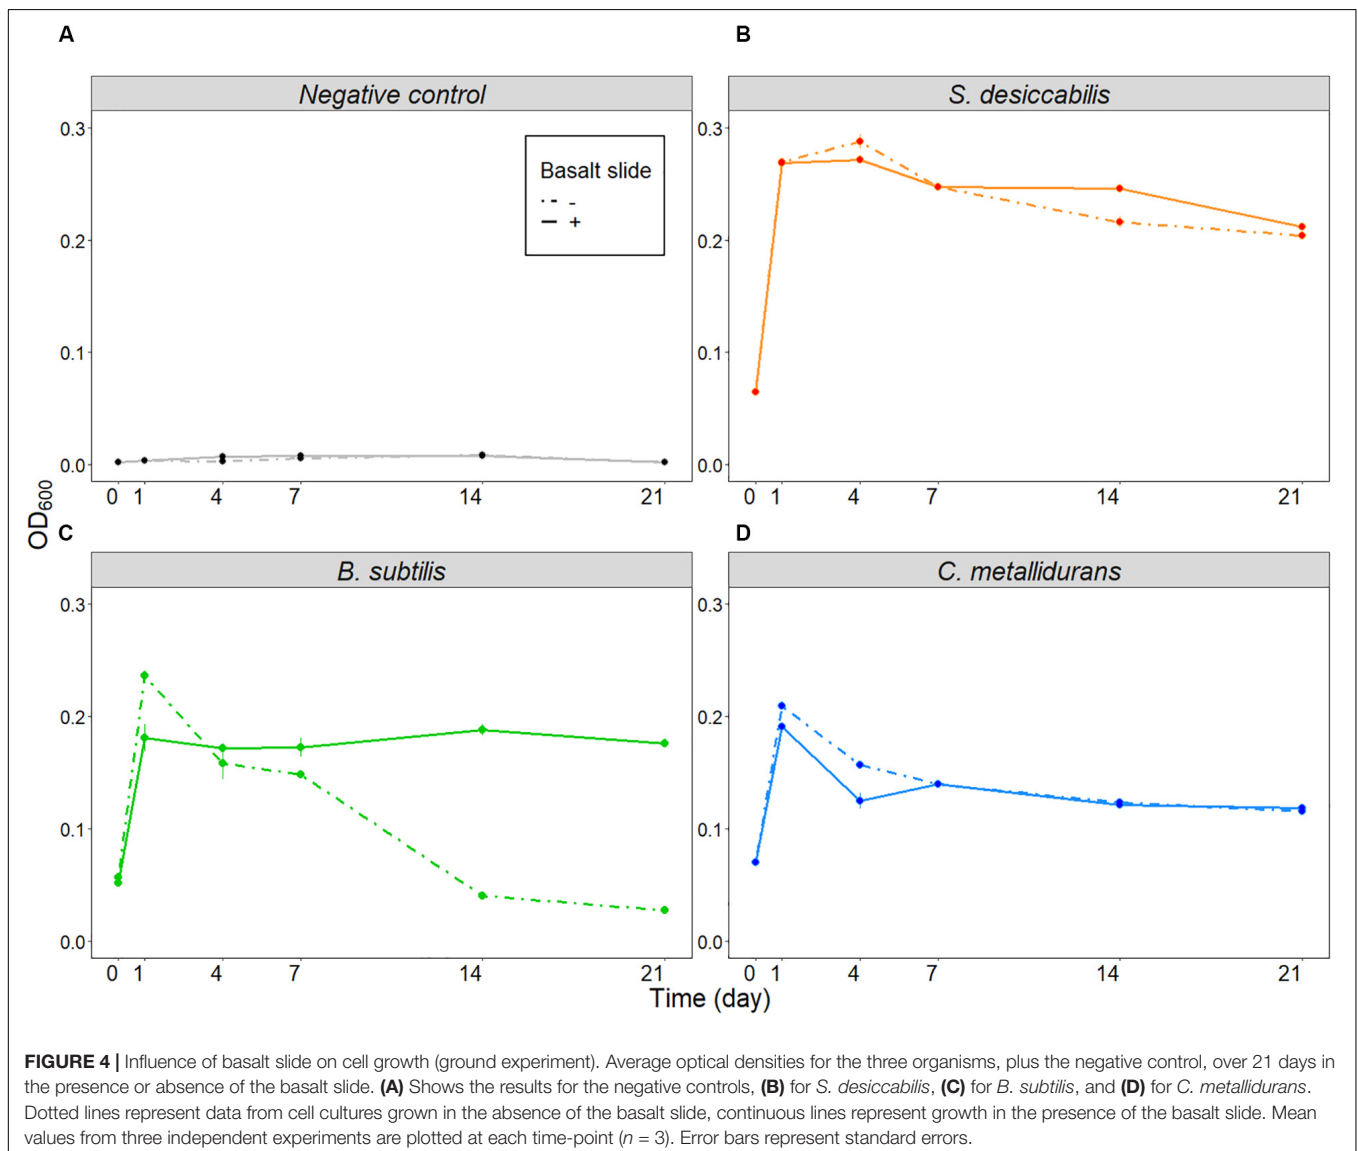 A
B
Negative control
S. desiccabilis
0.3
0.2
0.1
0.0
Basalt slide
-
+
0 1 4 7 14 21
0.3
0.2
0.1
0.0
0 1 4 7 14 21
OD600
C
D
B. subtilis
C. metallidurans
0.3
0.2
0.1
0.0
0 1 4 7 14 21
0.3
0.2
0.1
0.0
0 1 4 7 14 21
Time (day)
FIGURE 4 | Influence of basalt slide on cell growth (ground experiment). Average optical densities for the three organisms, plus the negative control, over 21 days in
the presence or absence of the basalt slide. (A) Shows the results for the negative controls, (B) for S. desiccabilis, (C) for B. subtilis, and (D) for C. metallidurans.
Dotted lines represent data from cell cultures grown in the absence of the basalt slide, continuous lines represent growth in the presence of the basalt slide. Mean
values from three independent experiments are plotted at each time-point (n = 3). Error bars represent standard errors.